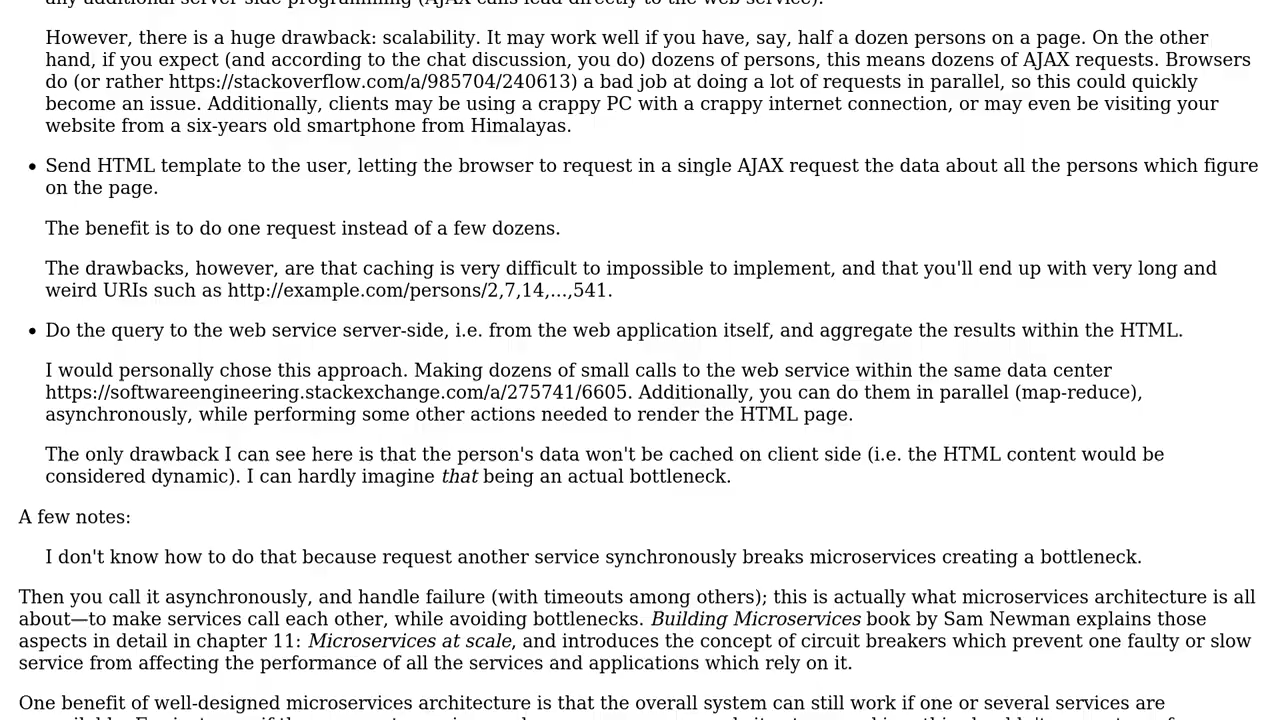 any additional server-side programming (AJAX calls lead directly to the web service).
However, there is a huge drawback: scalability. It may work well if you have, say, half a dozen persons on a page. On the other
hand, if you expect (and according to the chat discussion, you do) dozens of persons, this means dozens of AJAX requests. Browsers
do (or rather https://stackoverflow.com/a/985704/240613) a bad job at doing a lot of requests in parallel, so this could quickly
become an issue. Additionally, clients may be using a crappy PC with a crappy internet connection, or may even be visiting your
website from a six-years old smartphone from Himalayas.
• Send HTML template to the user, letting the browser to request in a single AJAX request the data about all the persons which figure
on the page.
The benefit is to do one request instead of a few dozens.
The drawbacks, however, are that caching is very difficult to impossible to implement, and that you'll end up with very long and
weird URIs such as http://example.com/persons/2,7,14,...,541.
• Do the query to the web service server-side, i.e. from the web application itself, and aggregate the results within the HTML.
I would personally chose this approach. Making dozens of small calls to the web service within the same data center
https://softwareengineering.stackexchange.com/a/275741/6605. Additionally, you can do them in parallel (map-reduce),
asynchronously, while performing some other actions needed to render the HTML page.
The only drawback I can see here is that the person's data won't be cached on client side (i.e. the HTML content would be
considered dynamic). I can hardly imagine that being an actual bottleneck.
A few notes:
I don't know how to do that because request another service synchronously breaks microservices creating a bottleneck.
Then you call it asynchronously, and handle failure (with timeouts among others); this is actually what microservices architecture is all
about—to make services call each other, while avoiding bottlenecks. Building Microservices book by Sam Newman explains those
aspects in detail in chapter 11: Microservices at scale, and introduces the concept of circuit breakers which prevent one faulty or slow
service from affecting the performance of all the services and applications which rely on it.
One benefit of well-designed microservices architecture is that the overall system can still work if one or several services are